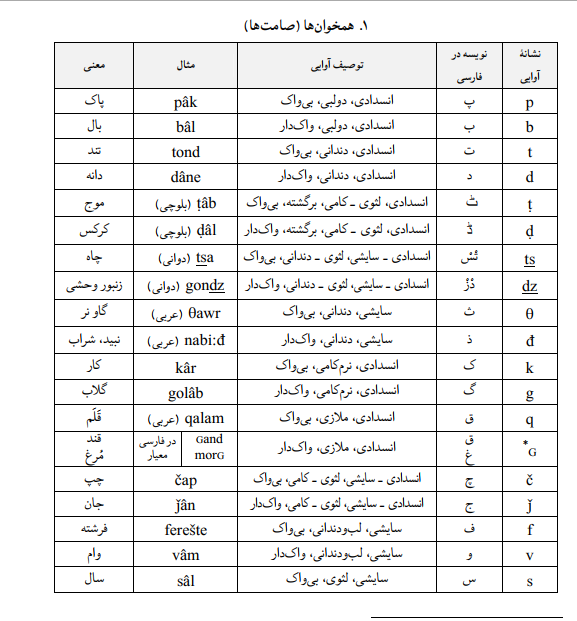 ۱. همخوان‌ها (صامت‌ها)
نشانهٔ آوایی | نویسه در فارسی | توصیف آوایی | مثال | معنی
p | پ | انسدادی، دولبی، بی‌واک | pâk | پاک
b | ب | انسدادی، دولبی، واک‌دار | bâl | بال
t | ت | انسدادی، دندانی، بی‌واک | tond | تند
d | د | انسدادی، دندانی، واک‌دار | dâne | دانه
ṭ | ٹ | انسدادی، لثوی ـ کامی، برگشته، بی‌واک | ṭâb (بلوچی) | موج
ḍ | ڈ | انسدادی، لثوی ـ کامی، برگشته، واک‌دار | ḍâl (بلوچی) | کرکس
ts | تْسْ | انسدادی ـ سایشی، لثوی ـ دندانی، بی‌واک | tsa (دوانی) | چاه
dz | دْزْ | انسدادی ـ سایشی، لثوی ـ دندانی، واک‌دار | gondz (دوانی) | زنبور وحشی
θ | ث | سایشی، دندانی، بی‌واک | θawr (عربی) | گاو نر
đ | ذ | سایشی، دندانی، واک‌دار | nabi:đ (عربی) | نبید، شراب
k | ک | انسدادی، نرم‌کامی، بی‌واک | kâr | کار
g | گ | انسدادی، نرم‌کامی، واک‌دار | golâb | گلاب
q | ق | انسدادی، ملازی، بی‌واک | qalam (عربی) | قَلَم
*G | ق غ | انسدادی، ملازی، واک‌دار | Gand morG | در فارسی معیار | قند مُرغ
č | چ | انسدادی ـ سایشی، لثوی ـ کامی، بی‌واک | čap | چپ
ǰ | ج | انسدادی ـ سایشی، لثوی ـ کامی، واک‌دار | ǰân | جان
f | ف | سایشی، لب‌ودندانی، بی‌واک | ferešte | فرشته
v | و | سایشی، لب‌ودندانی، واک‌دار | vâm | وام
s | س | سایشی، لثوی، بی‌واک | sâl | سال